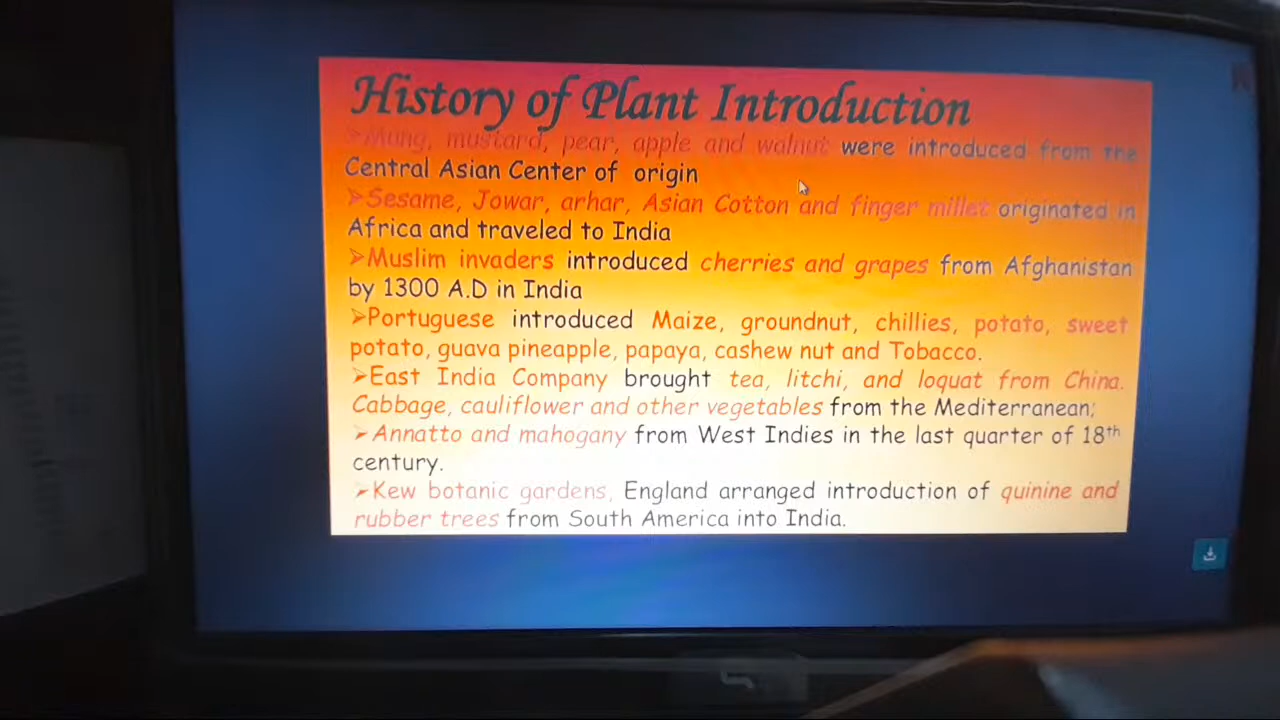 History of Plant Introduction
➢Mung, mustard, pear, apple and walnut were introduced from the
Central Asian Center of origin
➢Sesame, Jowar, arhar, Asian Cotton and finger millet originated in
Africa and traveled to India
➢Muslim invaders introduced cherries and grapes from Afghanistan
by 1300 A.D in India
➢Portuguese introduced Maize, groundnut, chillies, potato, sweet
potato, guava pineapple, papaya, cashew nut and Tobacco.
➢East India Company brought tea, litchi, and loquat from China.
Cabbage, cauliflower and other vegetables from the Mediterranean;
➢Annatto and mahogany from West Indies in the last quarter of 18th
century.
➢Kew botanic gardens, England arranged introduction of quinine and
rubber trees from South America into India.